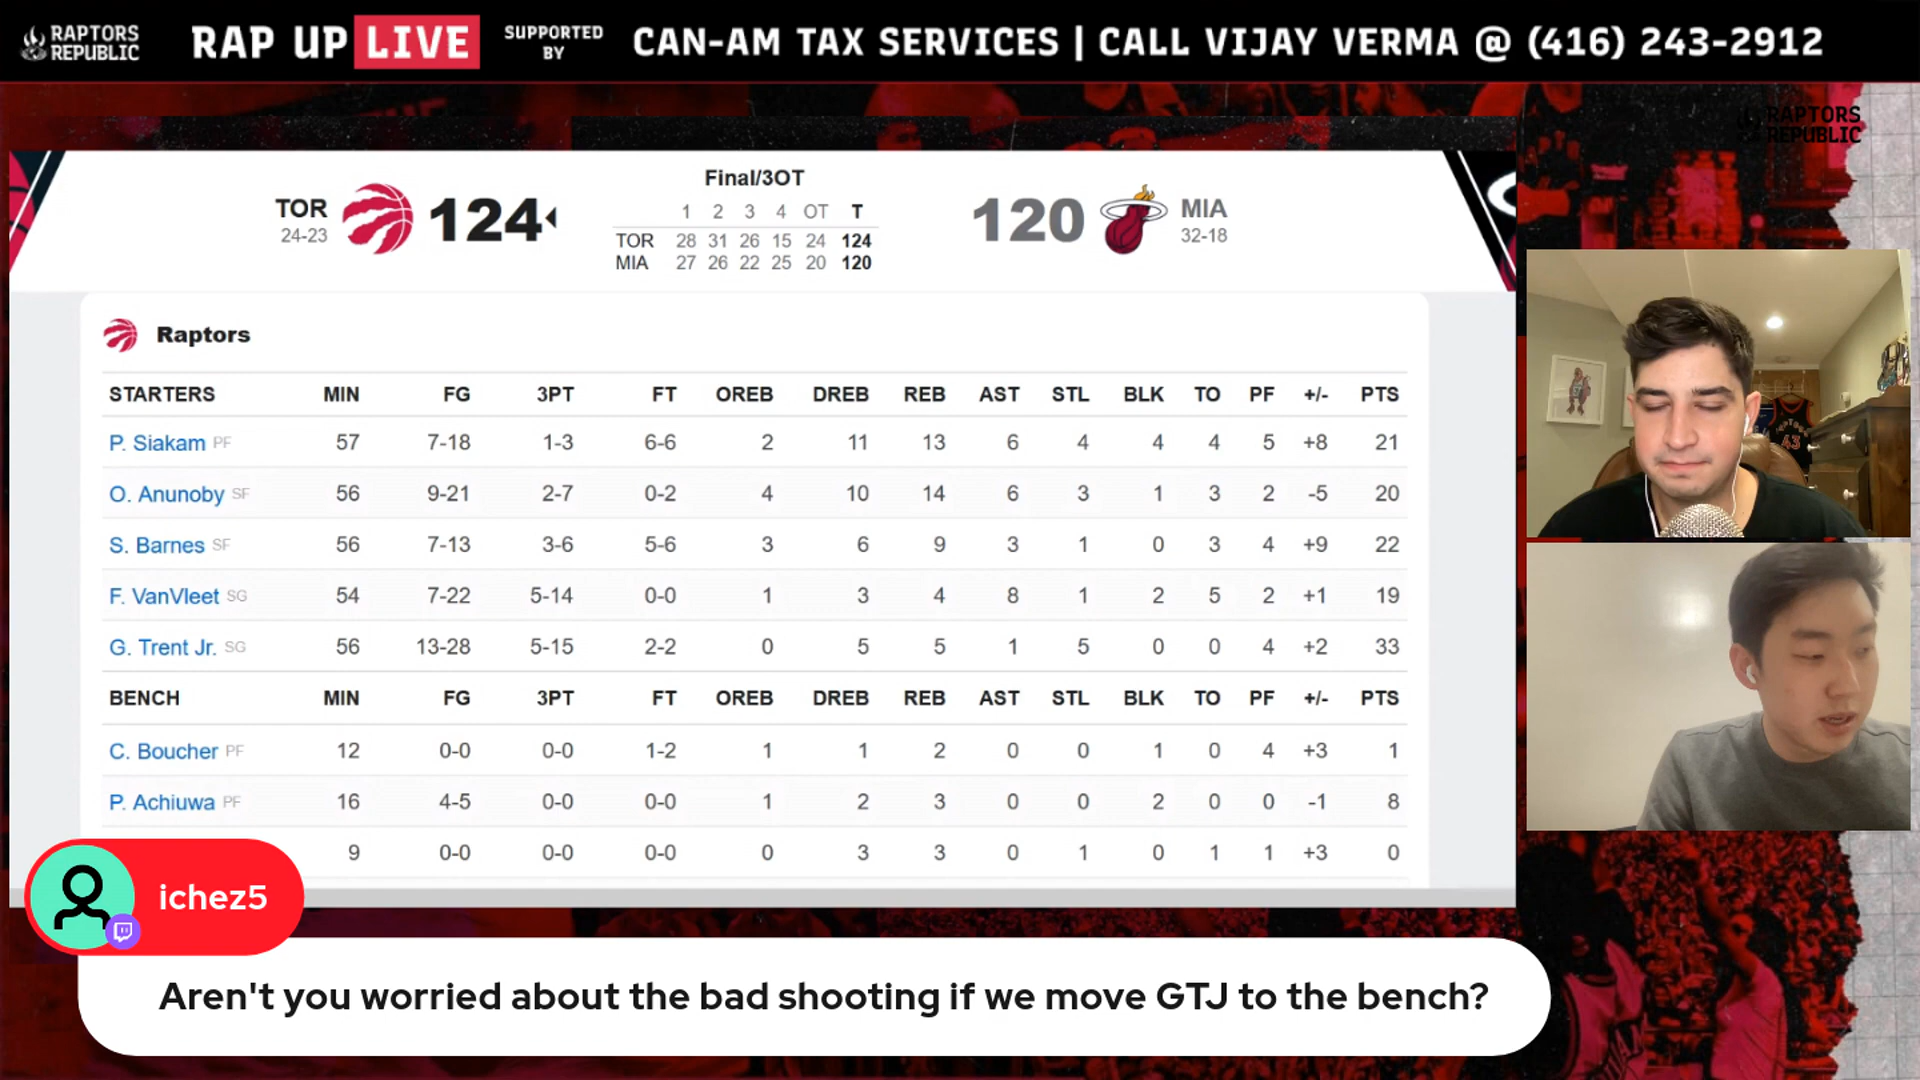 RAPTORS
REPUBLIC
RAP UP LIVE
SUPPORTED
BY
CAN-AM TAX SERVICES | CALL VIJAY VERMA @ (416) 243-2912
RAPTORS
REPUBLIC
Final/3OT
TOR
24-23
124
1 2 3 4 OT T
TOR 28 31 26 15 24 124
MIA 27 26 22 25 20 120
120
MIA
32-18
Raptors
STARTERS MIN FG 3PT FT OREB DREB REB AST STL BLK TO PF +/- PTS
P. Siakam PF 57 7-18 1-3 6-6 2 11 13 6 4 4 4 5 +8 21
O. Anunoby SF 56 9-21 2-7 0-2 4 10 14 6 3 1 3 2 -5 20
S. Barnes SF 56 7-13 3-6 5-6 3 6 9 3 1 0 3 4 +9 22
F. VanVleet SG 54 7-22 5-14 0-0 1 3 4 8 1 2 5 2 +1 19
G. Trent Jr. SG 56 13-28 5-15 2-2 0 5 5 1 5 0 0 4 +2 33
BENCH MIN FG 3PT FT OREB DREB REB AST STL BLK TO PF +/- PTS
C. Boucher PF 12 0-0 0-0 1-2 1 1 2 0 0 1 0 4 +3 1
P. Achiuwa PF 16 4-5 0-0 0-0 1 2 3 0 0 2 0 0 -1 8
9 0-0 0-0 0-0 0 3 3 0 1 0 1 1 +3 0
43
ichez5
Aren't you worried about the bad shooting if we move GTJ to the bench?